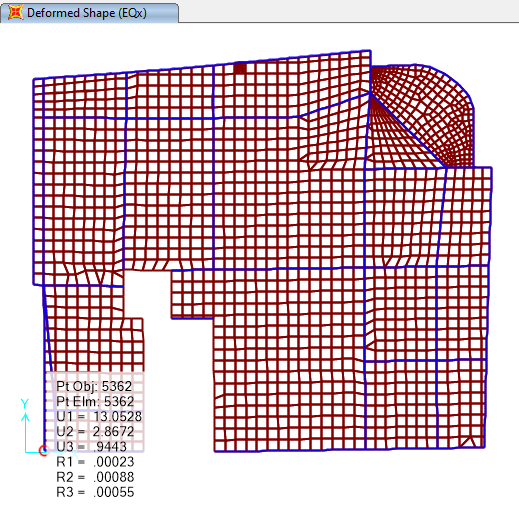 Deformed Shape (EQx)
Y
Pt Obj: 5362
Pt Elm: 5362
U1 = 13.0528
U2 = 2.8672
U3 = .9443
R1 = .00023
R2 = .00088
R3 = .00055